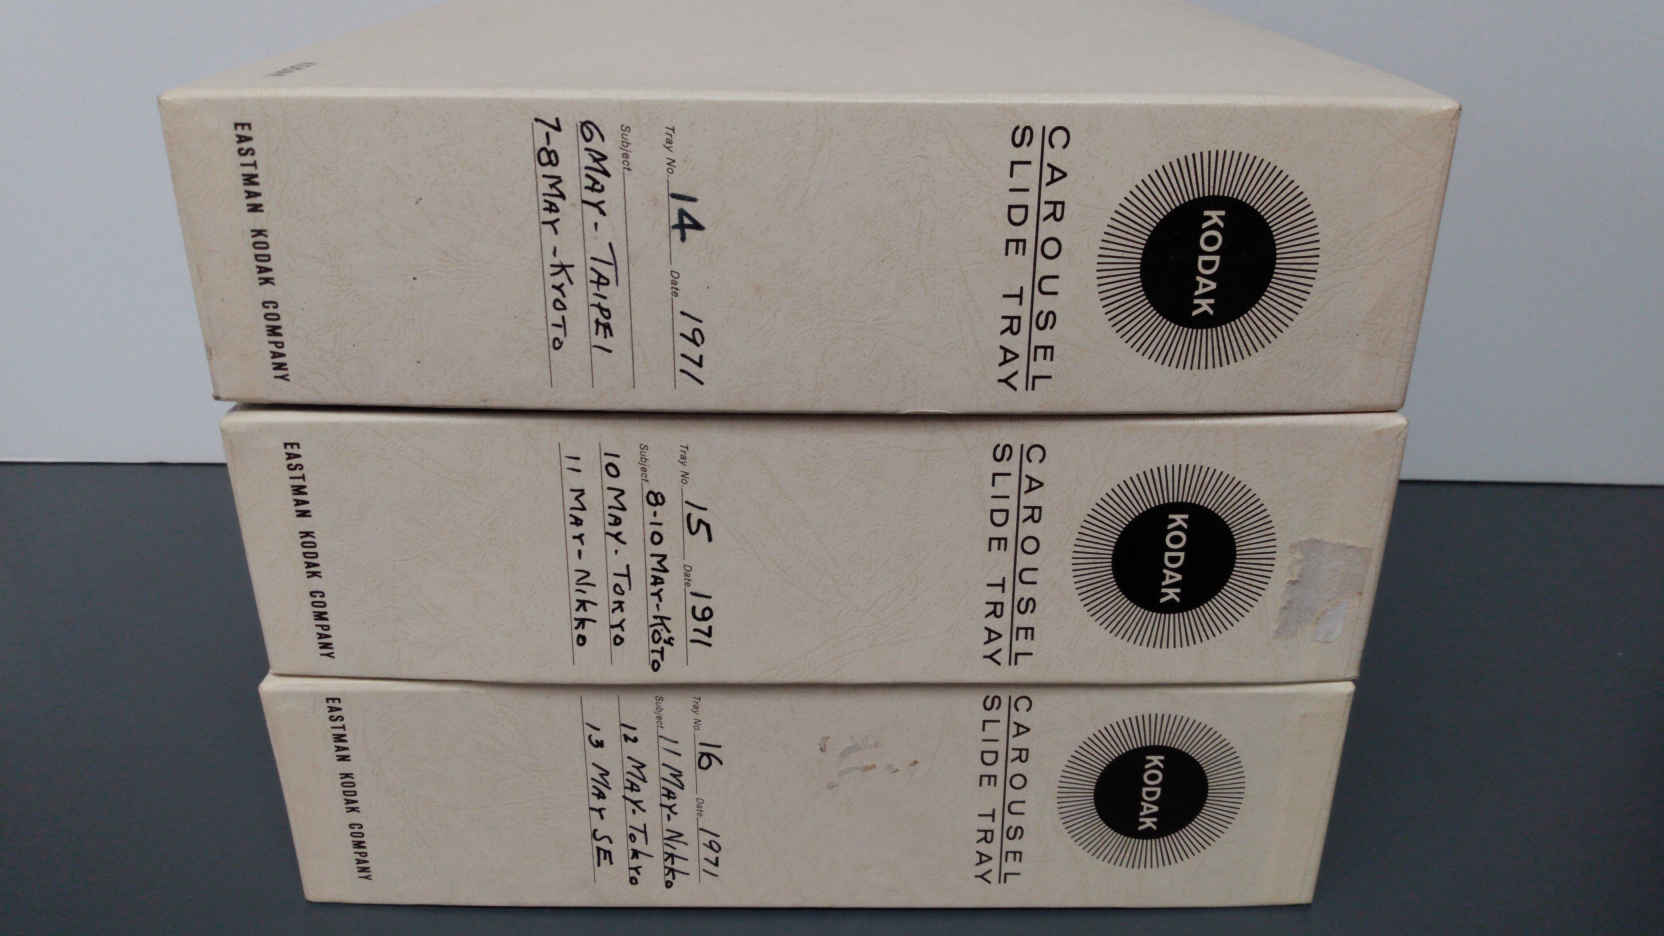 KODAK
CAROUSEL
SLIDE TRAY
Tray No. 14 Date 1971
Subject
6 MAY - TAIPEI
7-8 MAY - KYOTO
EASTMAN KODAK COMPANY
KODAK
CAROUSEL
SLIDE TRAY
Tray No. 15 Date 1971
Subject 8-10 MAY-KYOTO
10 MAY - TOKYO
11 MAY - NIKKO
EASTMAN KODAK COMPANY
KODAK
CAROUSEL
SLIDE TRAY
Tray No. 16 Date 1971
Subject 11 MAY-NIKKO
12 MAY-TOKYO
13 MAY SE
EASTMAN KODAK COMPANY